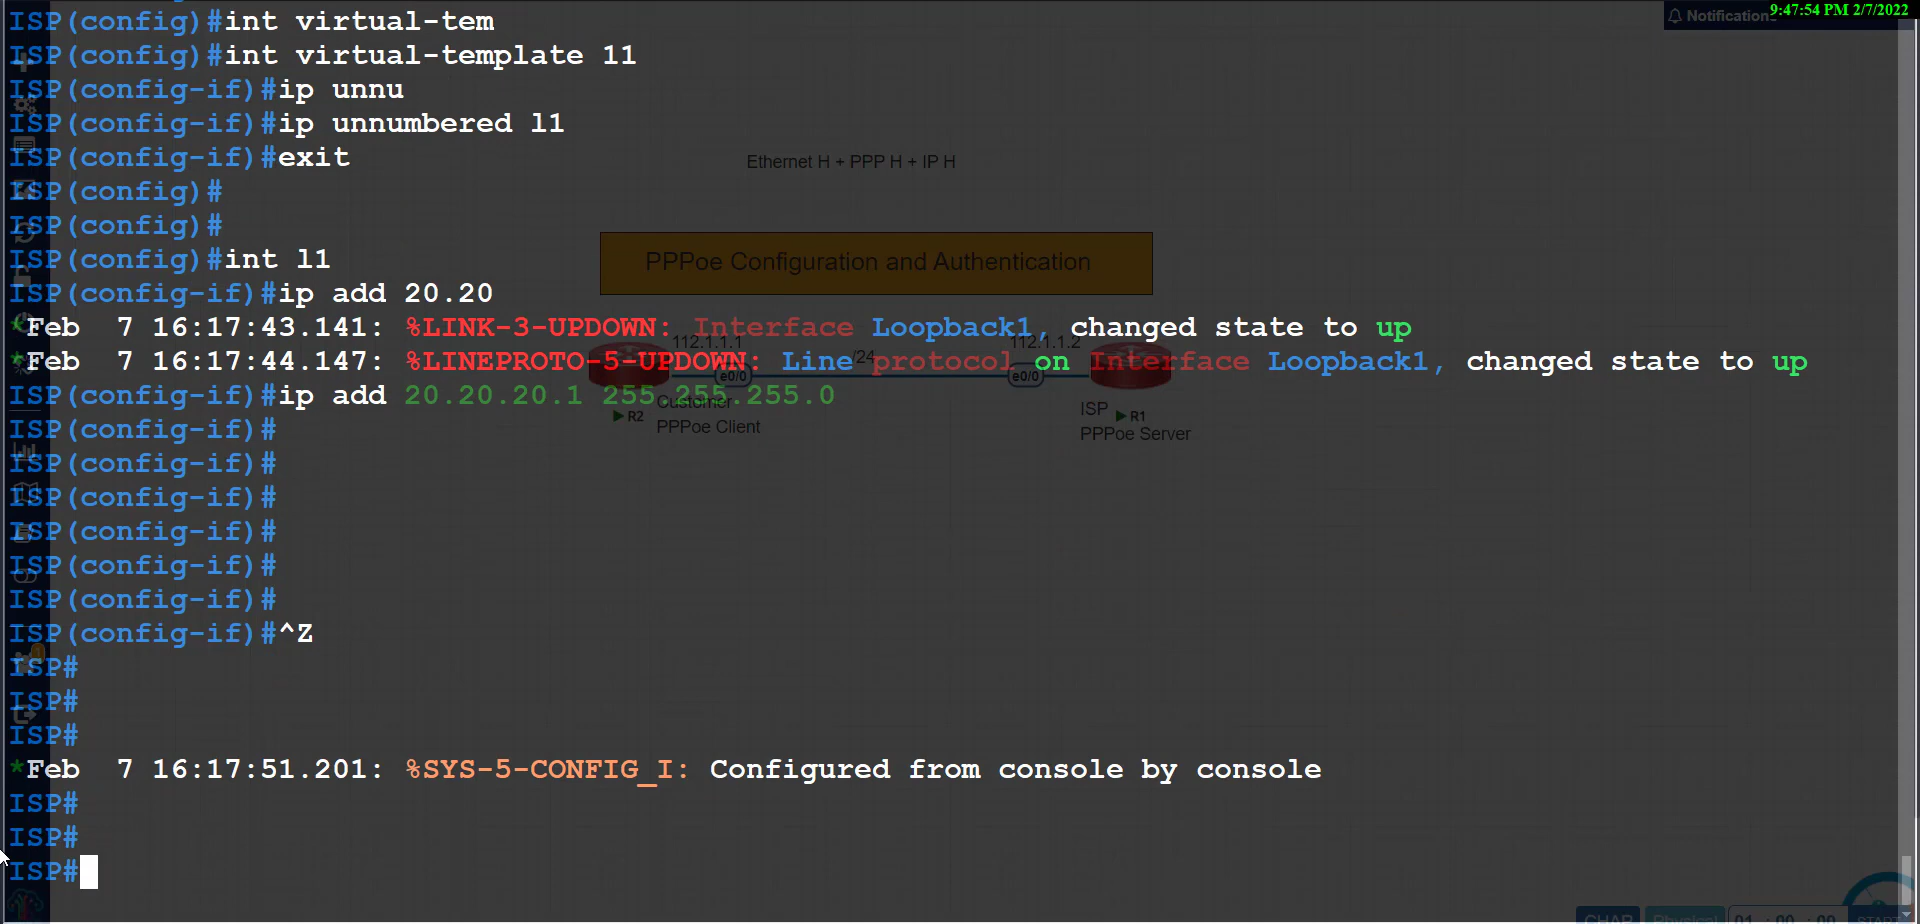 ISP(config)#int virtual-tem
ISP(config)#int virtual-template 11
ISP(config-if)#ip unnu
ISP(config-if)#ip unnumbered l1
ISP(config-if)#exit
ISP(config)#
ISP(config)#
ISP(config)#int l1
ISP(config-if)#ip add 20.20
*Feb  7 16:17:43.141: %LINK-3-UPDOWN: Interface Loopback1, changed state to up
*Feb  7 16:17:44.147: %LINEPROTO-5-UPDOWN: Line protocol on Interface Loopback1, changed state to up
ISP(config-if)#ip add 20.20.20.1 255.255.255.0
ISP(config-if)#
ISP(config-if)#
ISP(config-if)#
ISP(config-if)#
ISP(config-if)#
ISP(config-if)#
ISP(config-if)#^Z
ISP#
ISP#
ISP#
*Feb  7 16:17:51.201: %SYS-5-CONFIG_I: Configured from console by console
ISP#
ISP#
ISP#
Notification
9:47:54 PM 2/7/2022
Ethernet H + PPP H + IP H
PPPoe Configuration and Authentication
112.1.1.1
/24
112.1.1.2
e0/0
e0/0
R2
Customer
PPPoe Client
ISP
R1
PPPoe Server
CHAP
Physical
01 : 00 : 00
START